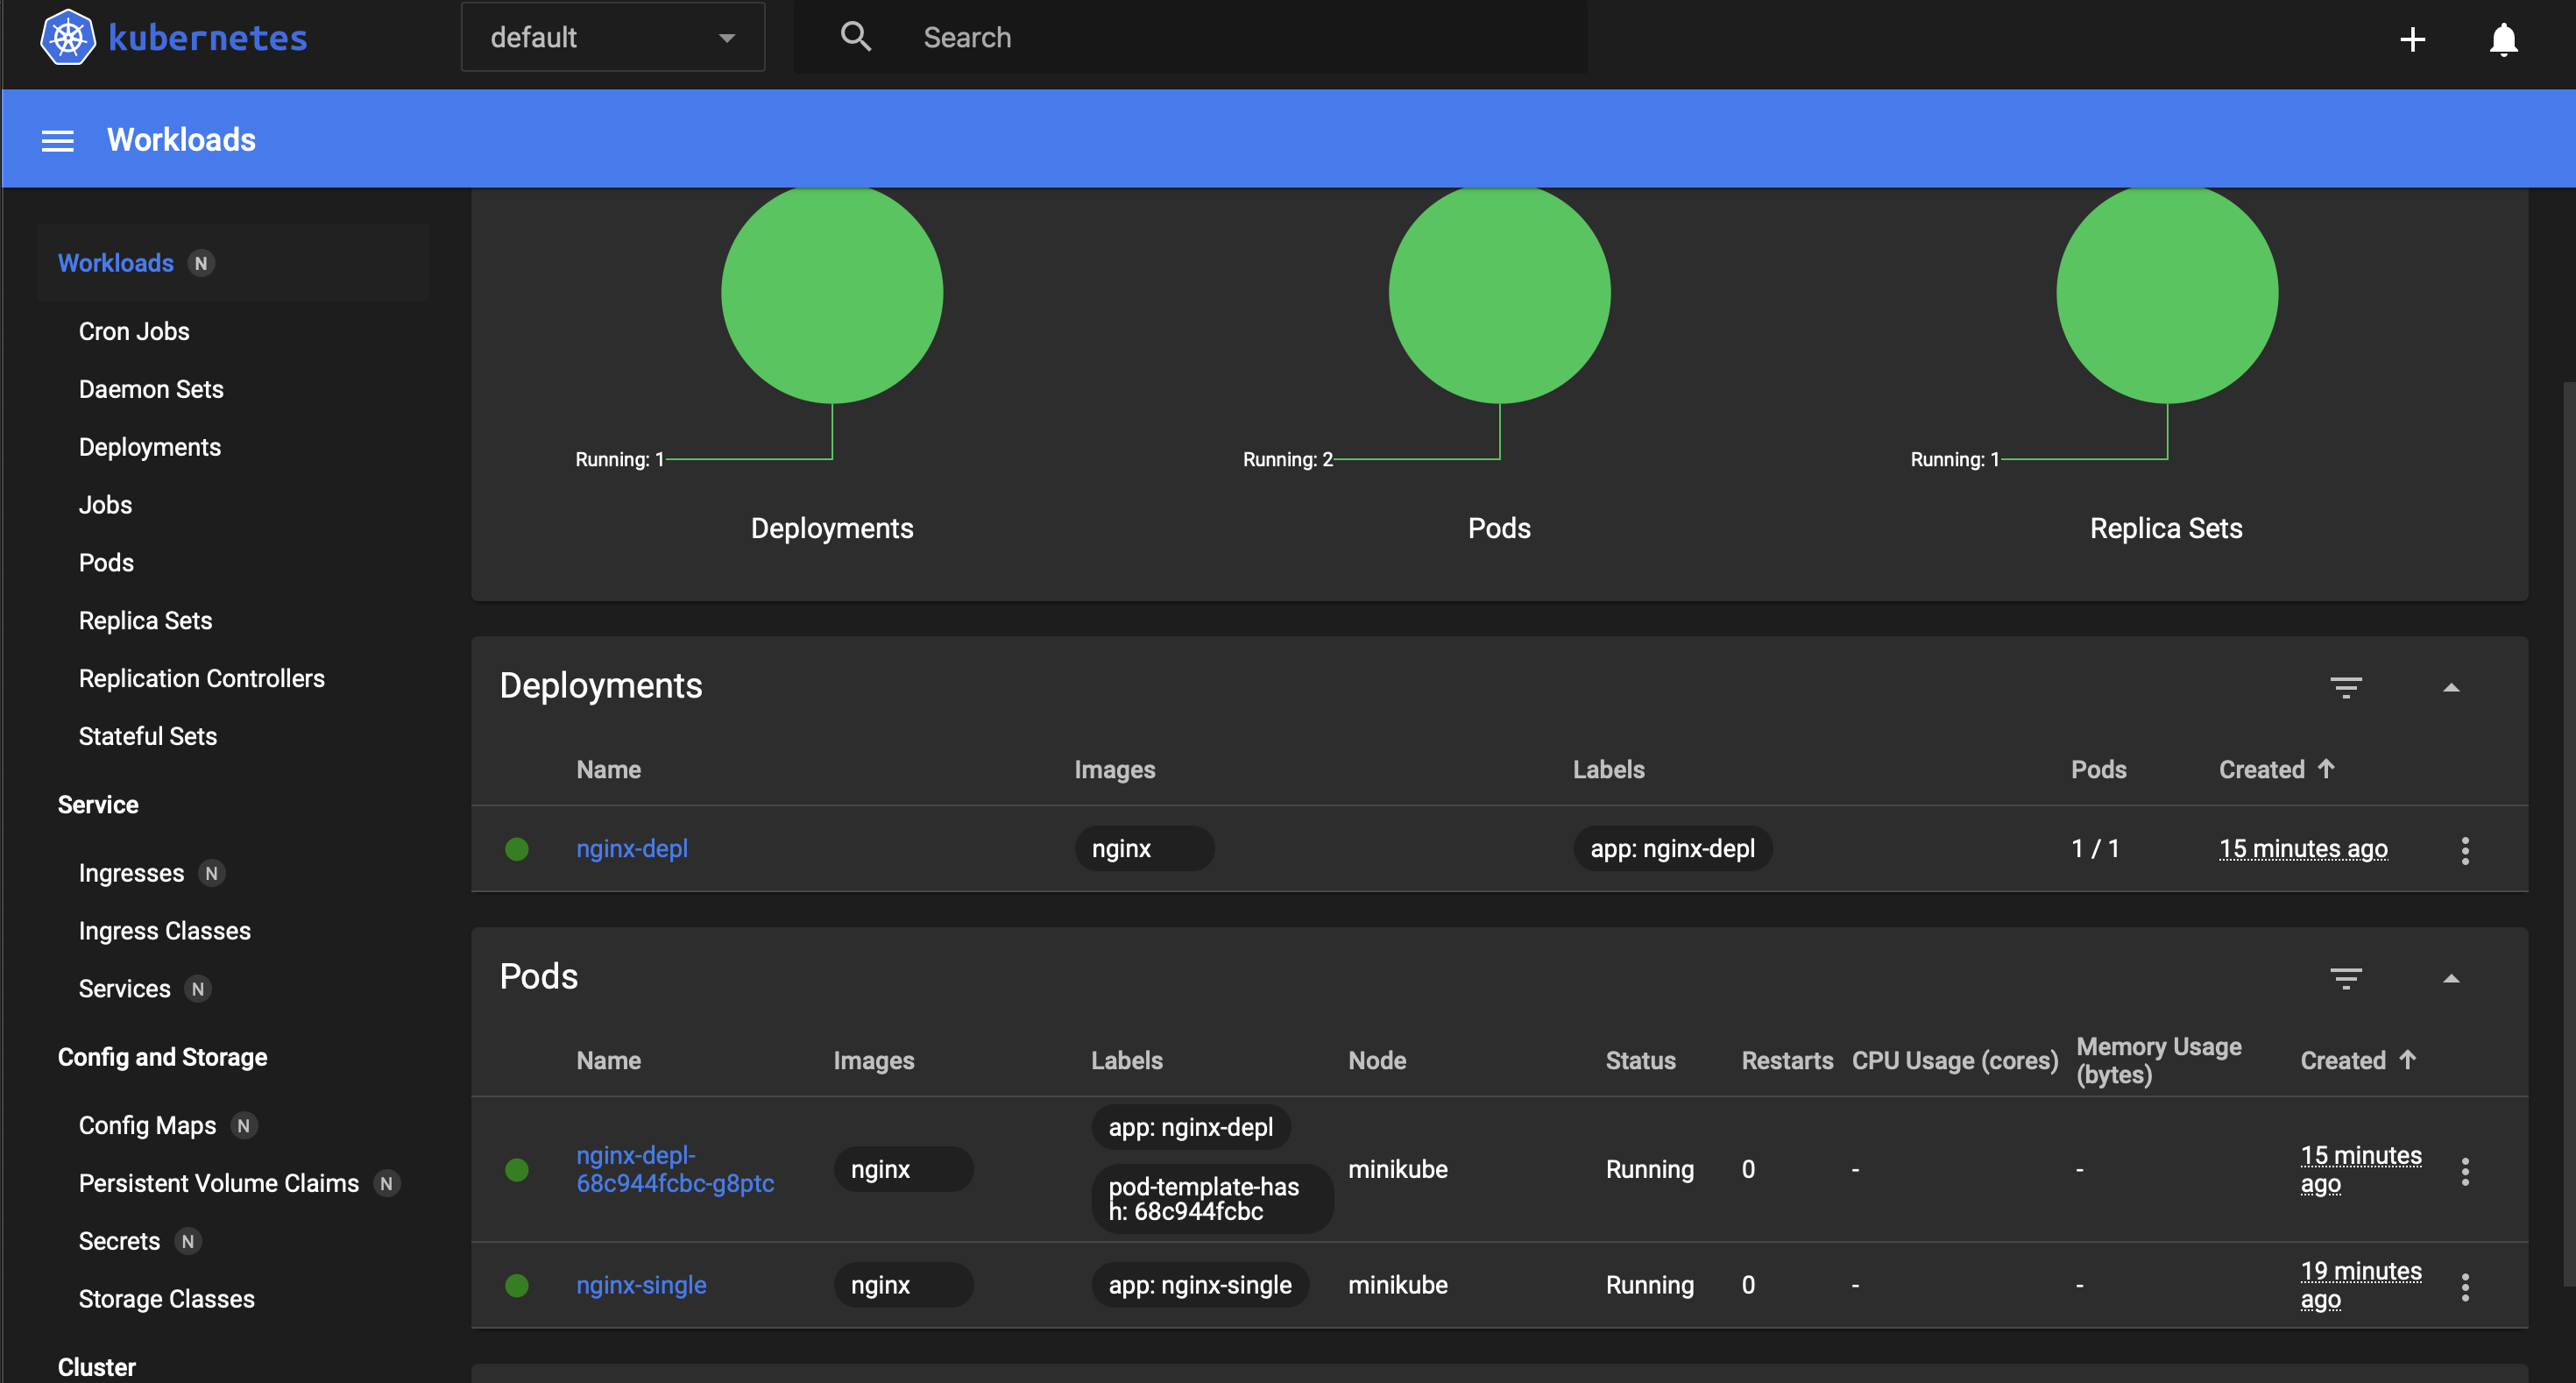 kubernetes
default
Search
Workloads
Workloads N
Cron Jobs
Daemon Sets
Deployments
Jobs
Pods
Replica Sets
Replication Controllers
Stateful Sets
Service
Ingresses N
Ingress Classes
Services N
Config and Storage
Config Maps N
Persistent Volume Claims N
Secrets N
Storage Classes
Cluster
Running: 1
Deployments
Running: 2
Pods
Running: 1
Replica Sets
Deployments
Name Images Labels Pods Created
nginx-depl nginx app: nginx-depl 1 / 1 15 minutes ago
Pods
Name Images Labels Node Status Restarts CPU Usage (cores) Memory Usage
(bytes) Created
nginx-depl-
68c944fcbc-g8ptc
nginx
app: nginx-depl
pod-template-has
h: 68c944fcbc
minikube Running 0 - -
15 minutes
ago
nginx-single nginx app: nginx-single minikube Running 0 - -
19 minutes
ago